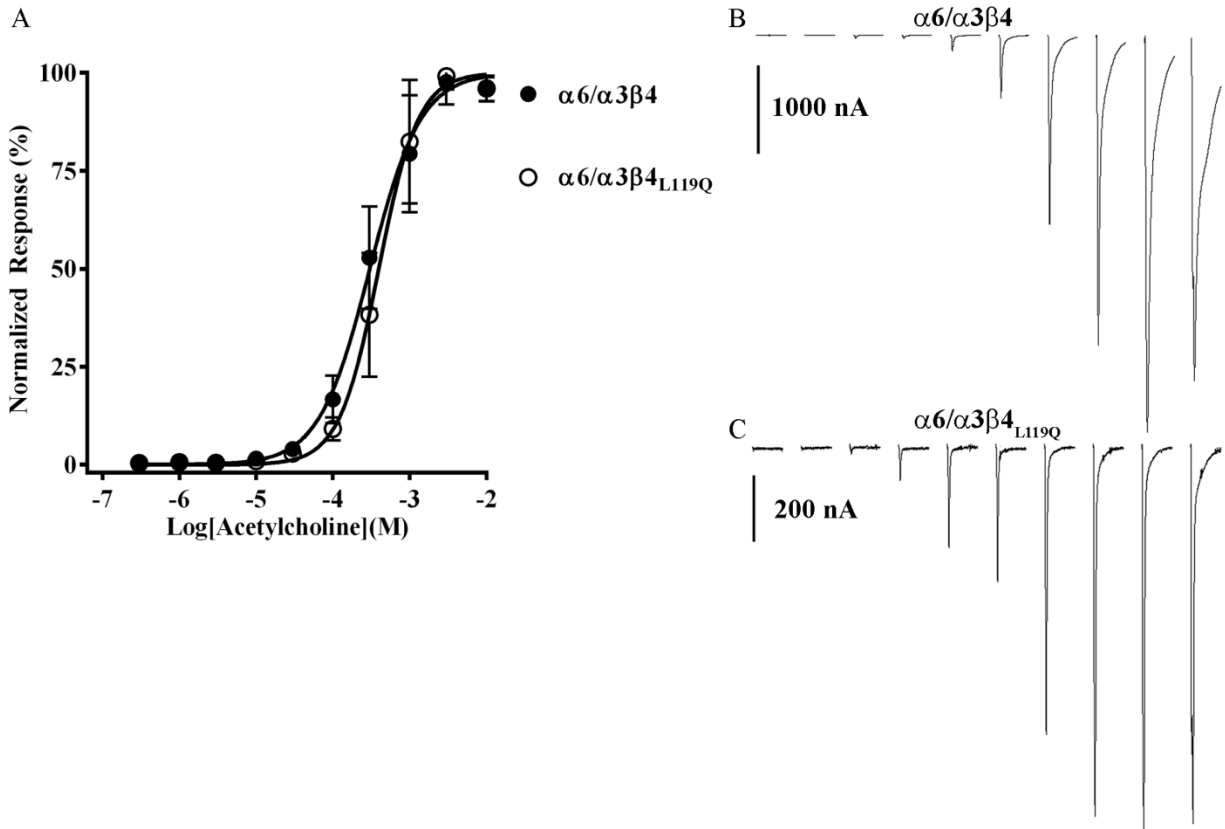 A
Normalized Response (%)
100
75
50
25
0
-7 -6 -5 -4 -3 -2
Log[Acetylcholine](M)
α6/α3β4
α6/α3β4L119Q
B
α6/α3β4
1000 nA
C
α6/α3β4L119Q
200 nA